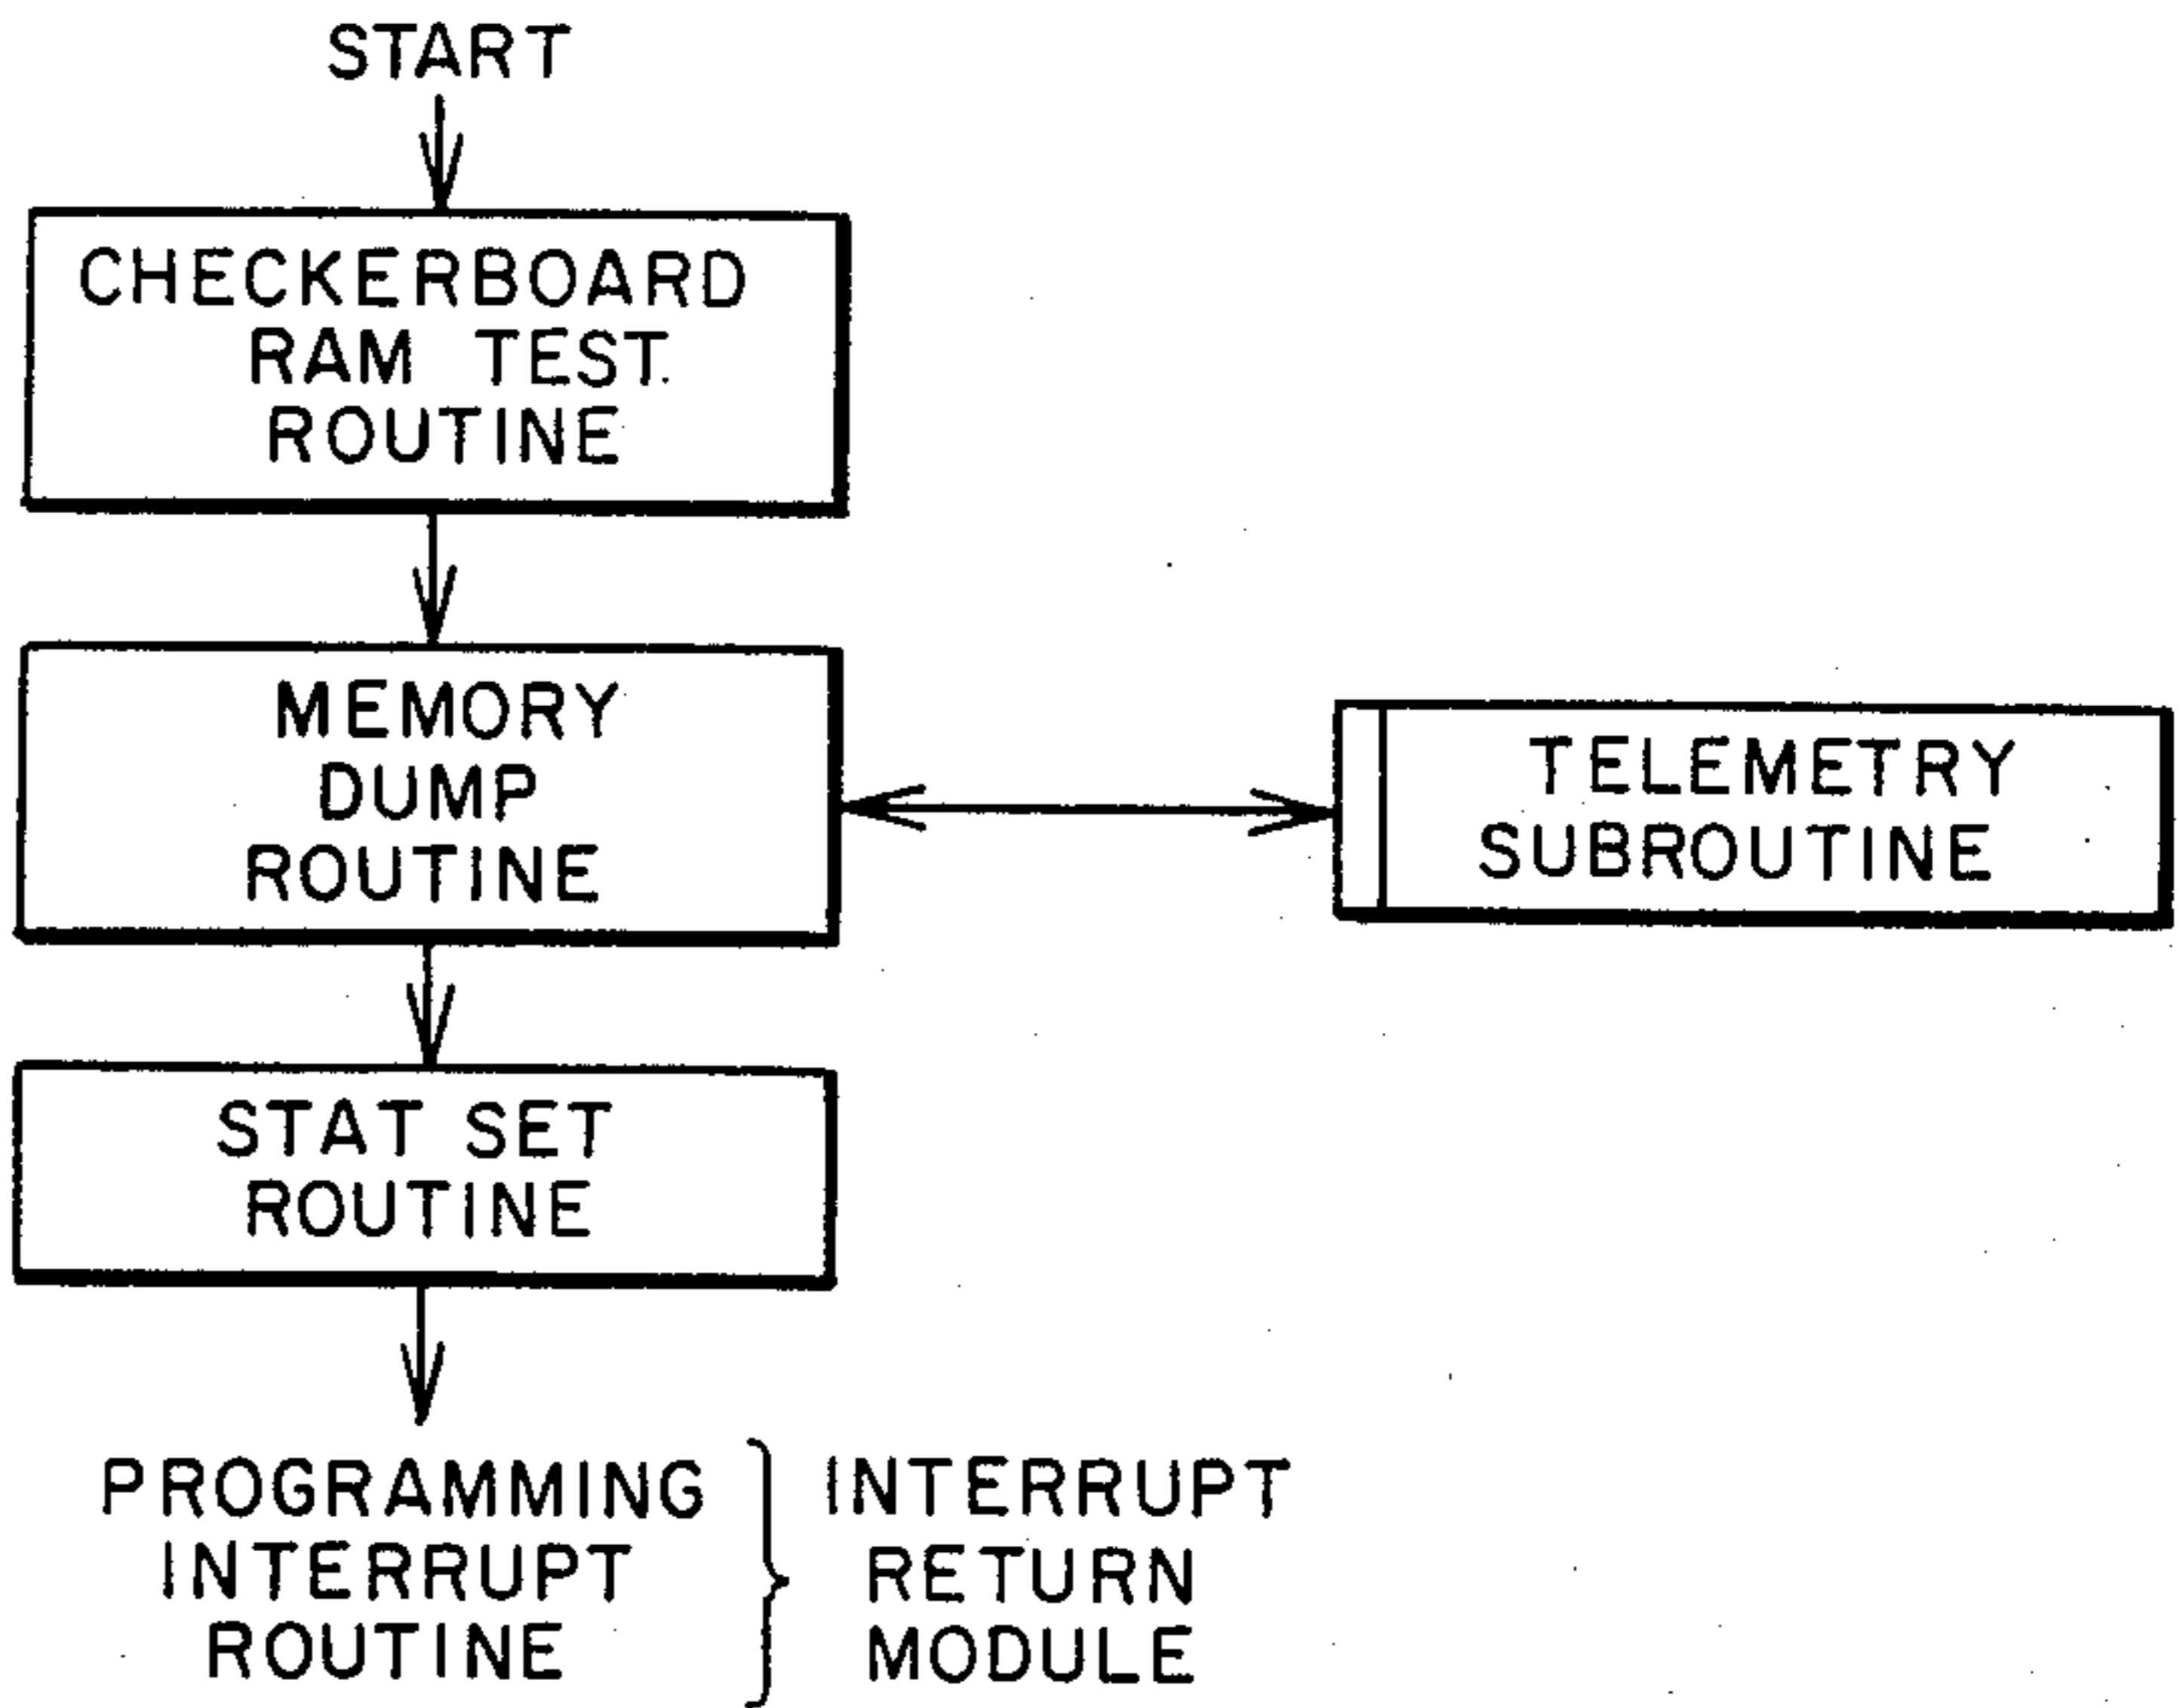 START
CHECKERBOARD
RAM TEST
ROUTINE
MEMORY
DUMP
ROUTINE
TELEMETRY
SUBROUTINE
STAT SET
ROUTINE
PROGRAMMING
INTERRUPT
ROUTINE
INTERRUPT
RETURN
MODULE